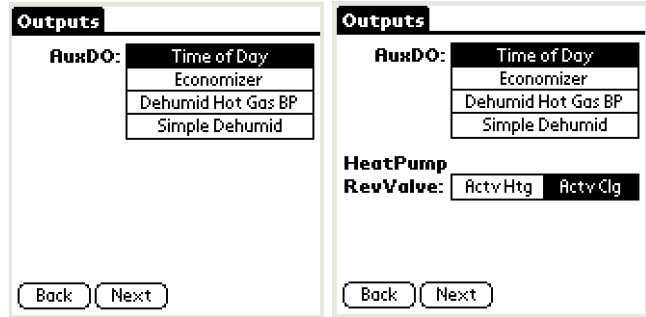 Outputs
AuxDO: Time of Day
Economizer
Dehumid Hot Gas BP
Simple Dehumid
Back Next
Outputs
AuxDO: Time of Day
Economizer
Dehumid Hot Gas BP
Simple Dehumid
HeatPump
RevValve: Actv Htg Actv Clg
Back Next